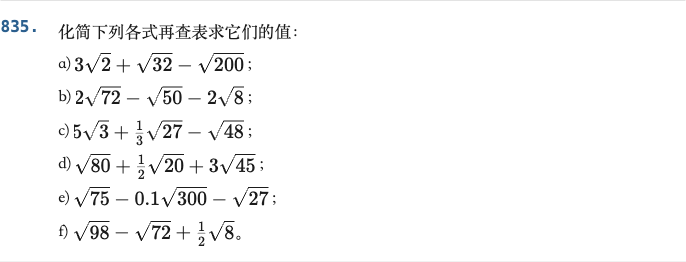 835. 化简下列各式再查表求它们的值：
a) 3√2 + √32 − √200；
b) 2√72 − √50 − 2√8；
c) 5√3 + 1/3√27 − √48；
d) √80 + 1/2√20 + 3√45；
e) √75 − 0.1√300 − √27；
f) √98 − √72 + 1/2√8。